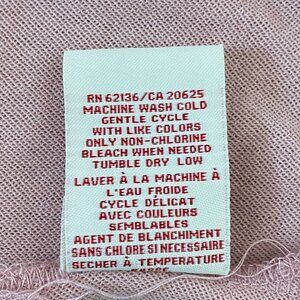 RN 62136/CA 20625
MACHINE WASH COLD
GENTLE CYCLE
WITH LIKE COLORS
ONLY NON-CHLORINE
BLEACH WHEN NEEDED
TUMBLE DRY LOW
LAVER À LA MACHINE À
L'EAU FROIDE
CYCLE DÉLICAT
AVEC COULEURS
SEMBLABLES
AGENT DE BLANCHIMENT
SANS CHLORE SI NECESSAIRE
SECHER À TEMPÉRATURE